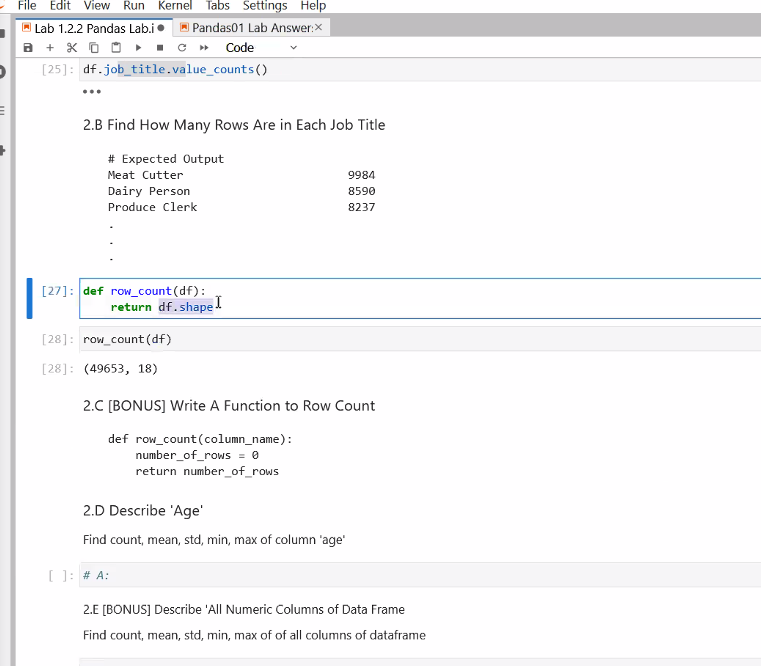 File Edit View Run Kernel Tabs Settings Help
Lab 1.2.2 Pandas Lab.i Pandas01 Lab Answer:
Code
[25]: df.job_title.value_counts()
2.B Find How Many Rows Are in Each Job Title
# Expected Output
Meat Cutter 9984
Dairy Person 8590
Produce Clerk 8237
.
.
.
[27]: def row_count(df):
return df.shape
[28]: row_count(df)
[28]: (49653, 18)
2.C [BONUS] Write A Function to Row Count
def row_count(column_name):
number_of_rows = 0
return number_of_rows
2.D Describe 'Age'
Find count, mean, std, min, max of column 'age'
[ ]: # A:
2.E [BONUS] Describe 'All Numeric Columns of Data Frame
Find count, mean, std, min, max of of all columns of dataframe